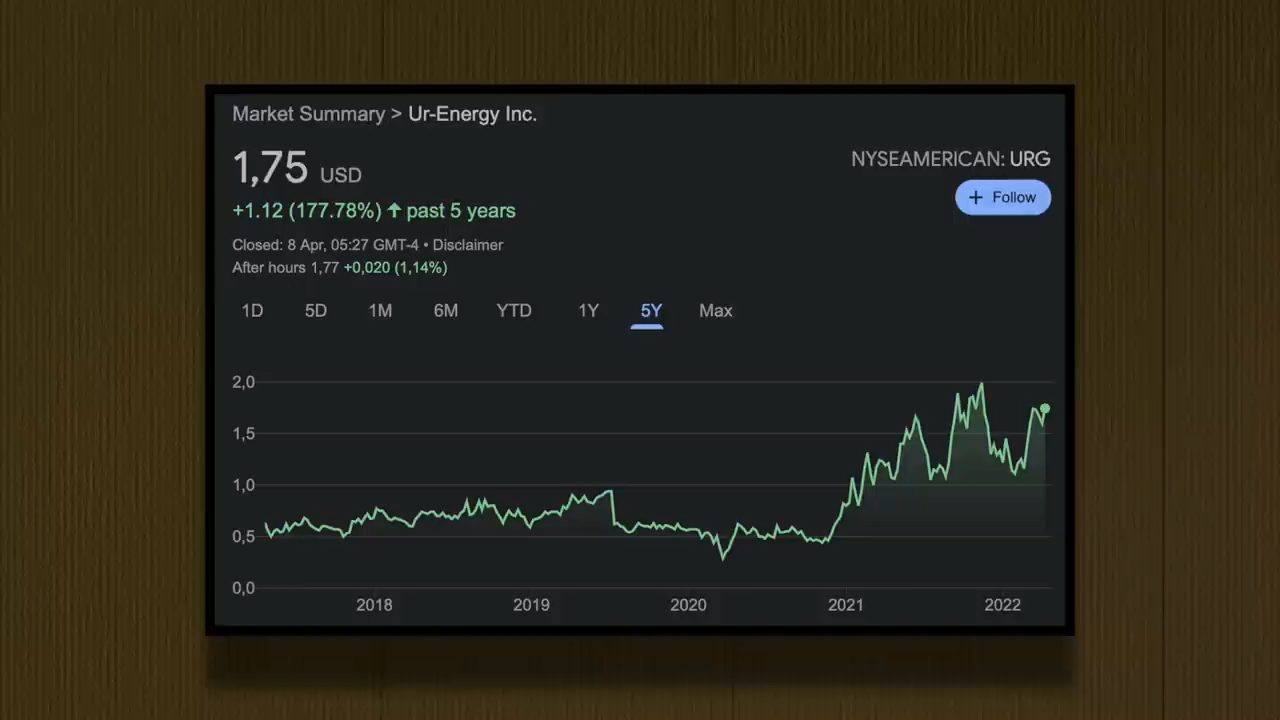 Market Summary > Ur-Energy Inc.
1,75 USD
NYSEAMERICAN: URG
+ Follow
+1.12 (177.78%) ↑ past 5 years
Closed: 8 Apr, 05:27 GMT-4 • Disclaimer
After hours 1,77 +0,020 (1,14%)
1D 5D 1M 6M YTD 1Y 5Y Max
2,0
1,5
1,0
0,5
0,0
2018 2019 2020 2021 2022